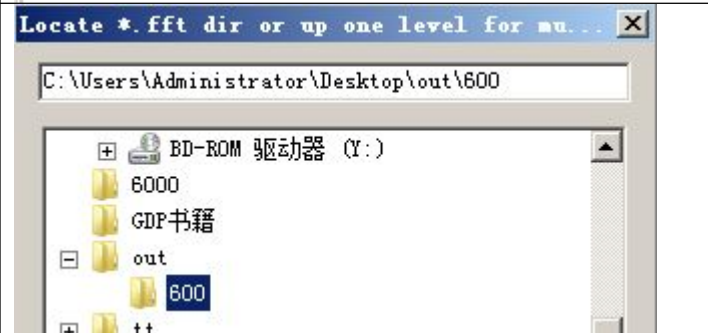 Locate *.fft dir or up one level for mu...
C:\Users\Administrator\Desktop\out\600
BD-ROM 驱动器 (Y:)
6000
GDP书籍
out
600
tt